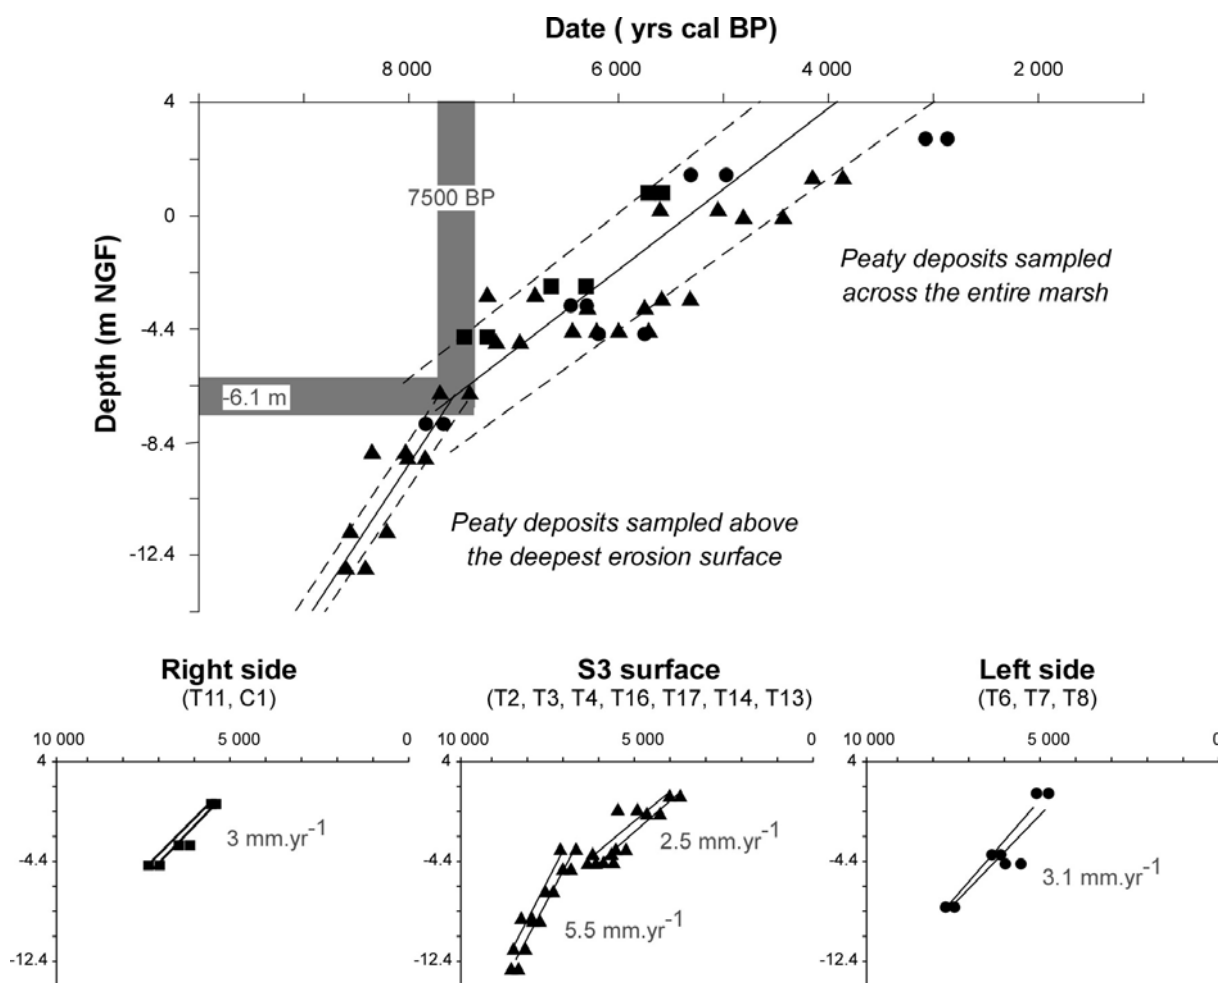 Date ( yrs cal BP)
8 000 6 000 4 000 2 000
4
7500 BP
0
Depth (m NGF)
Peaty deposits sampled
across the entire marsh
-4.4
-6.1 m
-8.4
Peaty deposits sampled above
the deepest erosion surface
-12.4
Right side
(T11, C1)
10 000 5 000 0
4
3 mm.yr-1
-4.4
-12.4
S3 surface
(T2, T3, T4, T16, T17, T14, T13)
10 000 5 000 0
4
2.5 mm.yr-1
-4.4
5.5 mm.yr-1
-12.4
Left side
(T6, T7, T8)
10 000 5 000 0
4
-4.4
3.1 mm.yr-1
-12.4